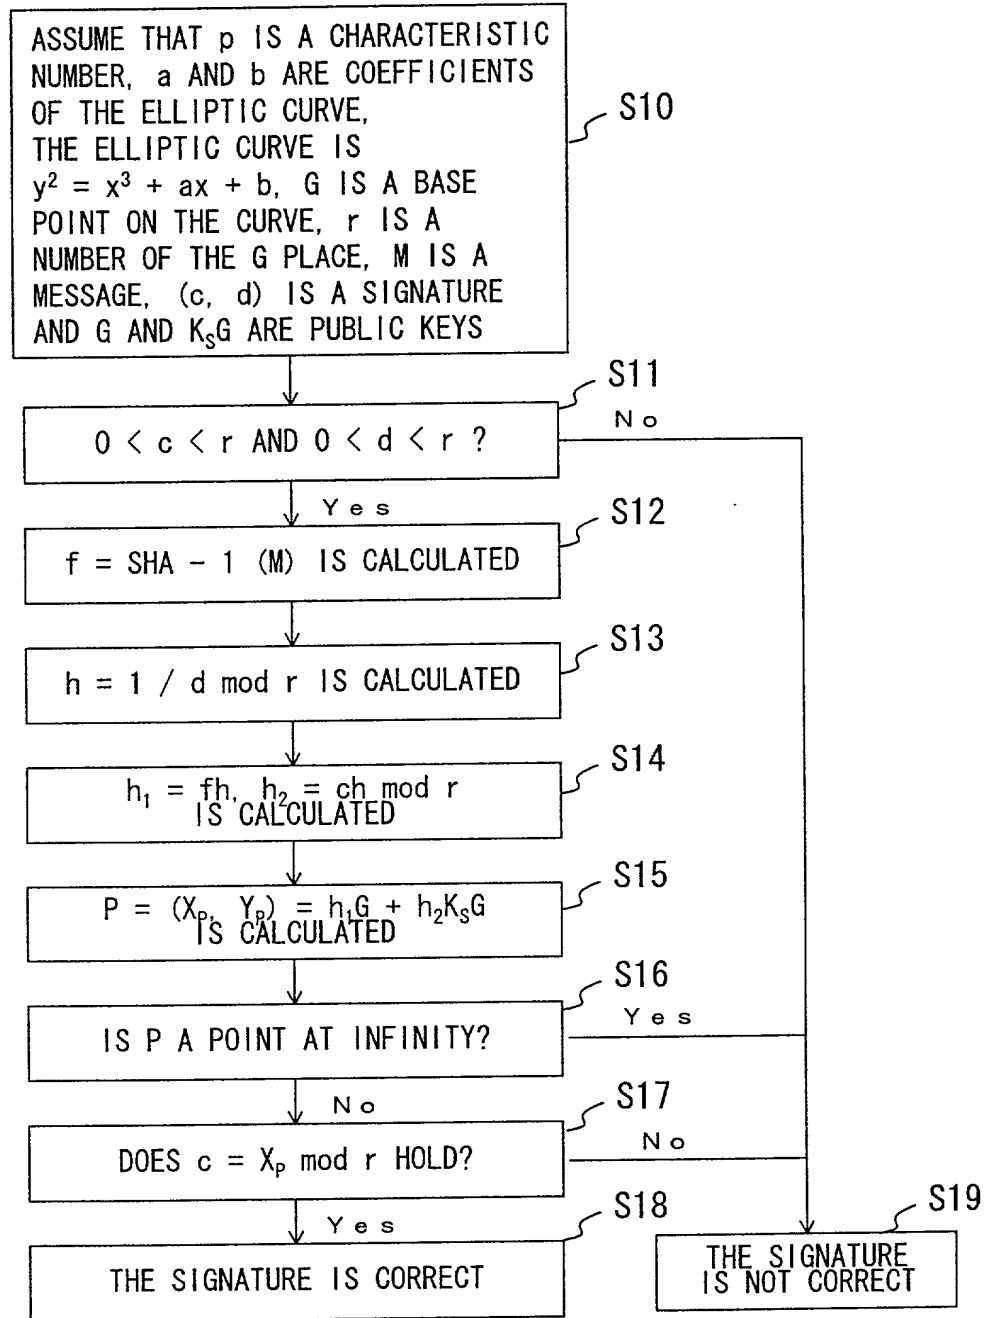 ASSUME THAT p IS A CHARACTERISTIC
NUMBER, a AND b ARE COEFFICIENTS
OF THE ELLIPTIC CURVE,
THE ELLIPTIC CURVE IS
y² = x³ + ax + b, G IS A BASE
POINT ON THE CURVE, r IS A
NUMBER OF THE G PLACE, M IS A
MESSAGE, (c, d) IS A SIGNATURE
AND G AND KₛG ARE PUBLIC KEYS
S10
S11
0 < c < r AND 0 < d < r ?
No
Yes
S12
f = SHA - 1 (M) IS CALCULATED
S13
h = 1 / d mod r IS CALCULATED
S14
h₁ = fh, h₂ = ch mod r
IS CALCULATED
S15
P = (Xₚ, Yₚ) = h₁G + h₂KₛG
IS CALCULATED
S16
IS P A POINT AT INFINITY?
Yes
No
S17
DOES c = Xₚ mod r HOLD?
No
Yes
S18
THE SIGNATURE IS CORRECT
S19
THE SIGNATURE
IS NOT CORRECT